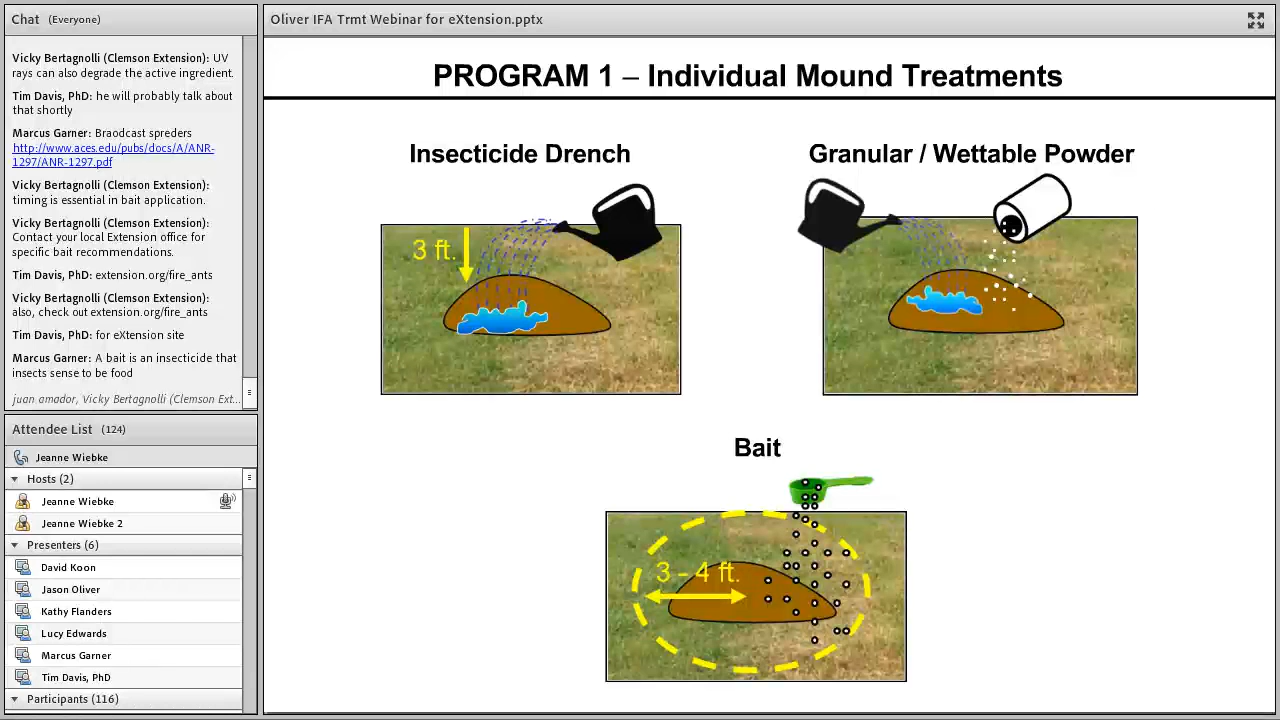 Chat (Everyone)
Vicky Bertagnolli (Clemson Extension): UV
rays can also degrade the active ingredient.
Tim Davis, PhD: he will probably talk about
that shortly
Marcus Garner: Braodcast spreders
http://www.aces.edu/pubs/docs/A/ANR-
1297/ANR-1297.pdf
Vicky Bertagnolli (Clemson Extension):
timing is essential to bait application.
Vicky Bertagnolli (Clemson Extension):
Contact your local Extension office for
specific bait recommendations.
Tim Davis, PhD: extension.org/fire_ants
Vicky Bertagnolli (Clemson Extension):
also, check out extension.org/fire_ants
Tim Davis, PhD: for eXtension site
Marcus Garner: A bait is an insecticide that
insects sense to be food
juan amador, Vicky Bertagnolli (Clemson Ext...
Attendee List (124)
Jeanne Wiebke
Hosts (2)
Jeanne Wiebke
Jeanne Wiebke 2
Presenters (6)
David Koon
Jason Oliver
Kathy Flanders
Lucy Edwards
Marcus Garner
Tim Davis, PhD
Participants (116)
Oliver IFA Trmt Webinar for eXtension.pptx
PROGRAM 1 – Individual Mound Treatments
Insecticide Drench
3 ft.
Granular / Wettable Powder
Bait
3 – 4 ft.